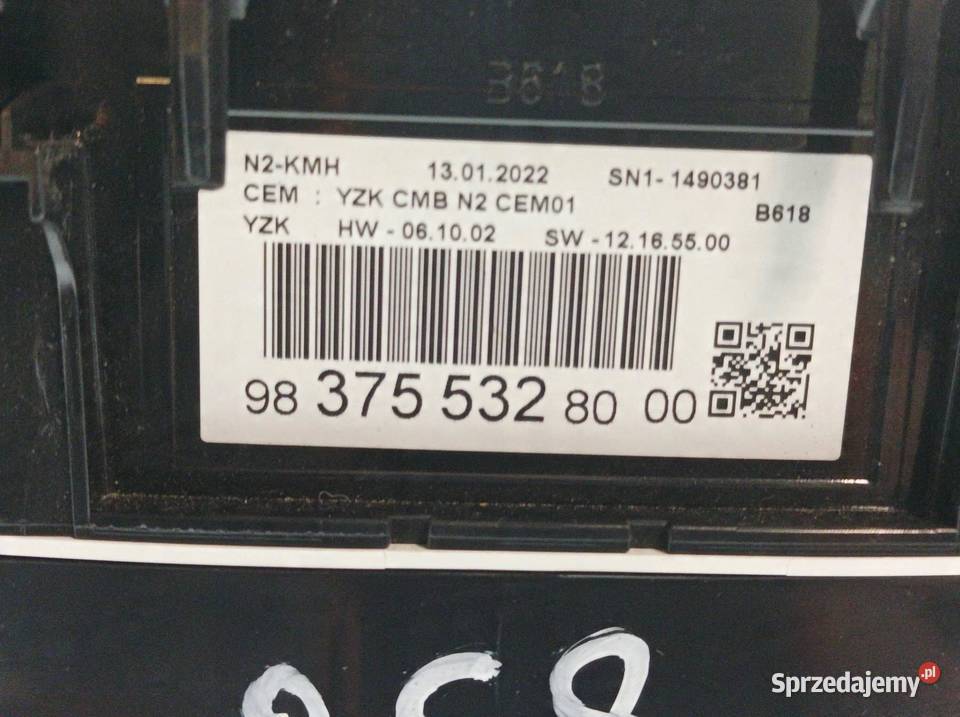 B618
N2-KMH 13.01.2022 SN1- 1490381
CEM : YZK CMB N2 CEM01 B618
YZK HW - 06.10.02 SW - 12.16.55.00
98 375 532 80 00
Sprzedajemy.pl